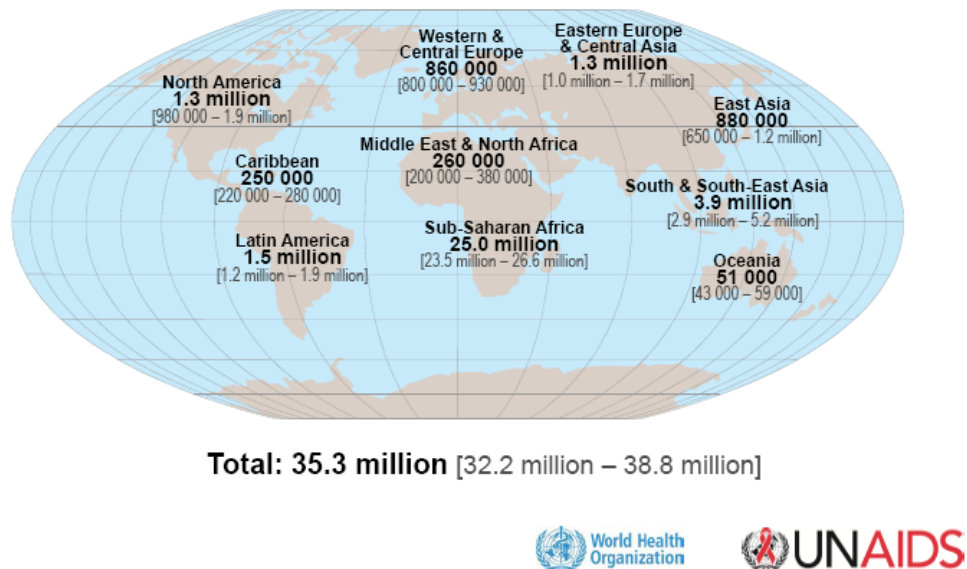 Western &
Central Europe
860 000
[800 000 – 930 000]
Eastern Europe
& Central Asia
1.3 million
[1.0 million – 1.7 million]
North America
1.3 million
[980 000 – 1.9 million]
East Asia
880 000
[650 000 – 1.2 million]
Caribbean
250 000
[220 000 – 280 000]
Middle East & North Africa
260 000
[200 000 – 380 000]
South & South-East Asia
3.9 million
[2.9 million – 5.2 million]
Latin America
1.5 million
[1.2 million – 1.9 million]
Sub-Saharan Africa
25.0 million
[23.5 million – 26.6 million]
Oceania
51 000
[43 000 – 59 000]
Total: 35.3 million [32.2 million – 38.8 million]
World Health
Organization
UNAIDS